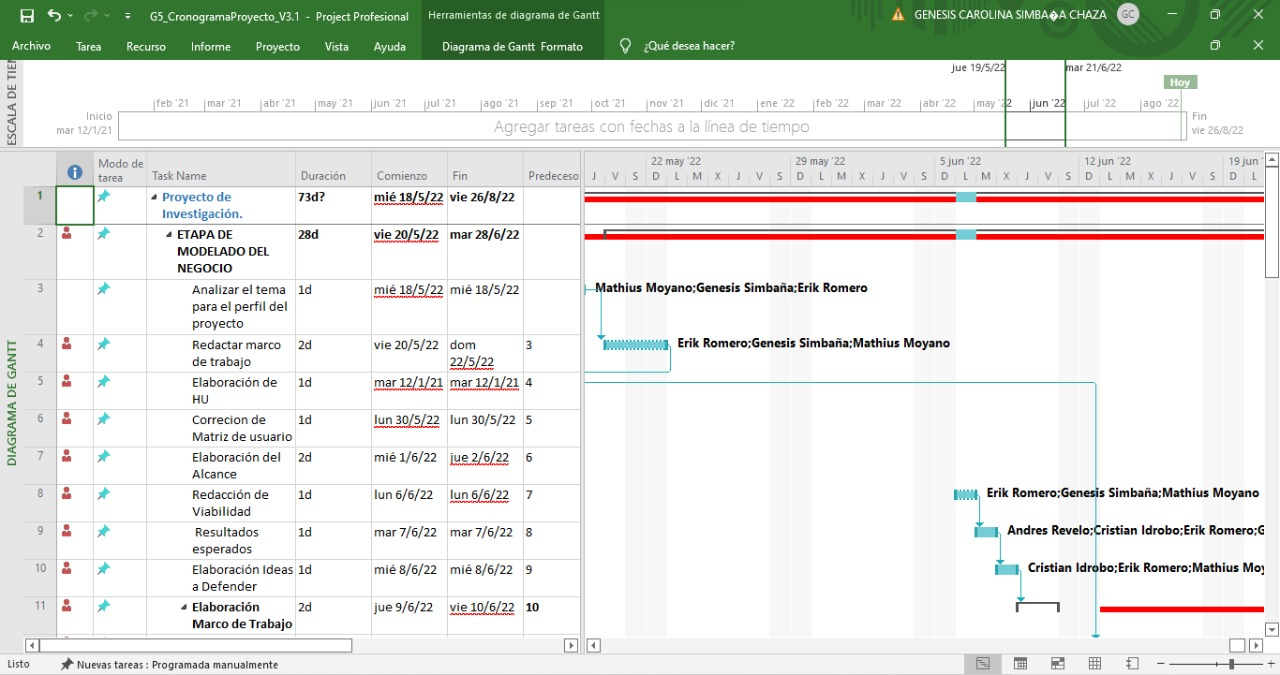 G5_CronogramaProyecto_V3.1 - Project Profesional
Herramientas de diagrama de Gantt
GENESIS CAROLINA SIMBA�A CHAZA
GC
Archivo Tarea Recurso Informe Proyecto Vista Ayuda Diagrama de Gantt Formato ¿Qué desea hacer?
ESCALA DE TIEM
jue 19/5/22 mar 21/6/22
Hoy
feb '21 mar '21 abr '21 may '21 jun '21 jul '21 ago '21 sep '21 oct '21 nov '21 dic '21 ene '22 feb '22 mar '22 abr '22 may '22 jun '22 jul '22 ago '22
Inicio
mar 12/1/21
Agregar tareas con fechas a la línea de tiempo
Fin
vie 26/8/22
DIAGRAMA DE GANTT
Modo de
tarea
Task Name Duración Comienzo Fin Predeceso
22 may '22 29 may '22 5 jun '22 12 jun '22 19 jun '
J V S D L M X J V S D L M X J V S D L M X J V S D L M X J V S D L
1 Proyecto de 73d? mié 18/5/22 vie 26/8/22
Investigación.
2 ETAPA DE 28d vie 20/5/22 mar 28/6/22
MODELADO DEL
NEGOCIO
3 Analizar el tema 1d mié 18/5/22 mié 18/5/22
para el perfil del
proyecto
Mathius Moyano;Genesis Simbaña;Erik Romero
4 Redactar marco 2d vie 20/5/22 dom 3
de trabajo 22/5/22
Erik Romero;Genesis Simbaña;Mathius Moyano
5 Elaboración de 1d mar 12/1/21 mar 12/1/21 4
HU
6 Correcion de 1d lun 30/5/22 lun 30/5/22 5
Matriz de usuario
7 Elaboración del 2d mié 1/6/22 jue 2/6/22 6
Alcance
8 Redacción de 1d lun 6/6/22 lun 6/6/22 7
Viabilidad
Erik Romero;Genesis Simbaña;Mathius Moyano
9 Resultados 1d mar 7/6/22 mar 7/6/22 8
esperados
Andres Revelo;Cristian Idrobo;Erik Romero;G
10 Elaboración Ideas 1d mié 8/6/22 mié 8/6/22 9
a Defender
Cristian Idrobo;Erik Romero;Mathius Moy
11 Elaboración 2d jue 9/6/22 vie 10/6/22 10
Marco de Trabajo
Listo Nuevas tareas : Programada manualmente